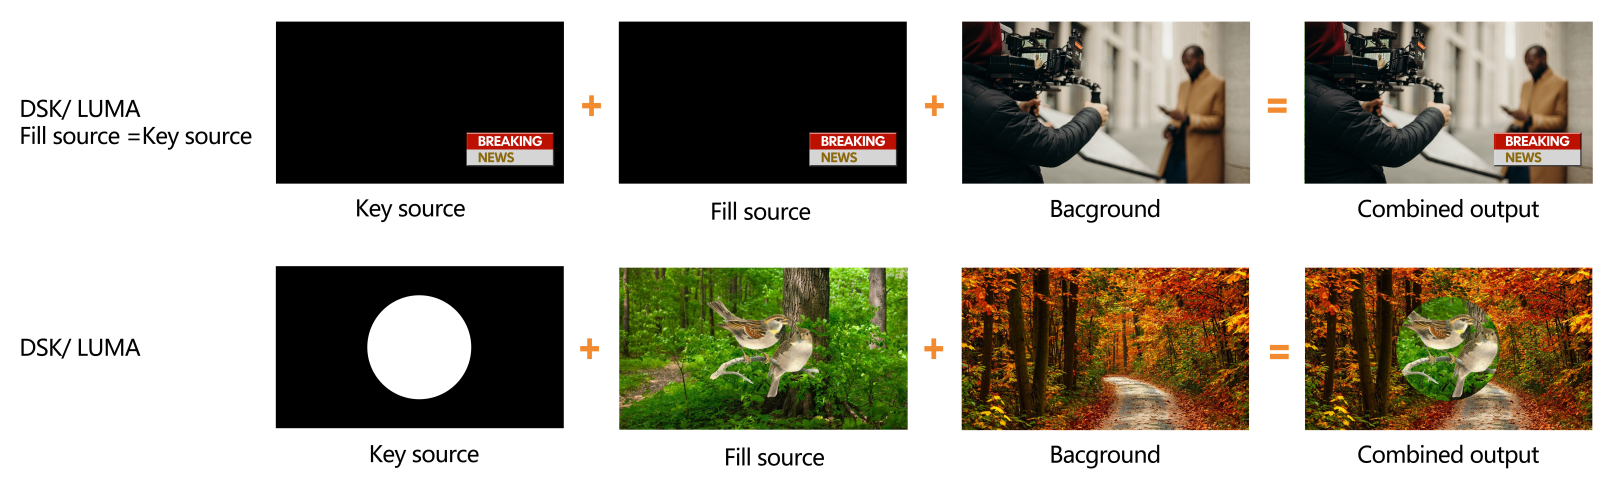 DSK/ LUMA
Fill source =Key source
BREAKING
NEWS
+
BREAKING
NEWS
+
=
BREAKING
NEWS
Key source
Fill source
Bacground
Combined output
DSK/ LUMA
+
+
=
Key source
Fill source
Bacground
Combined output